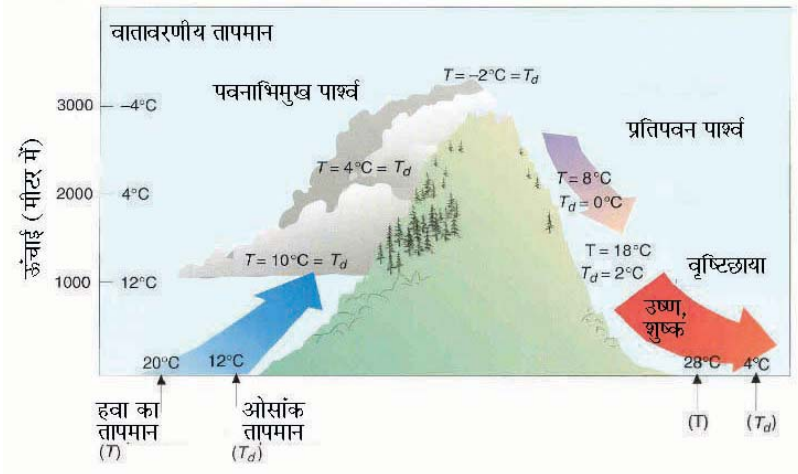 वातावरणीय तापमान
T = –2°C = Td
पवनाभिमुख पार्श्व
3000 –4°C
प्रतिपवन पार्श्व
T = 4°C = Td
T = 8°C
Td = 0°C
2000 4°C
ऊंचाई (मीटर में)
T = 10°C = Td
T = 18°C
Td = 2°C
वृष्टिछाया
1000 12°C
उष्ण,
शुष्क
20°C 12°C
28°C 4°C
हवा का
तापमान
(T)
ओसांक
तापमान
(Td)
(T) (Td)